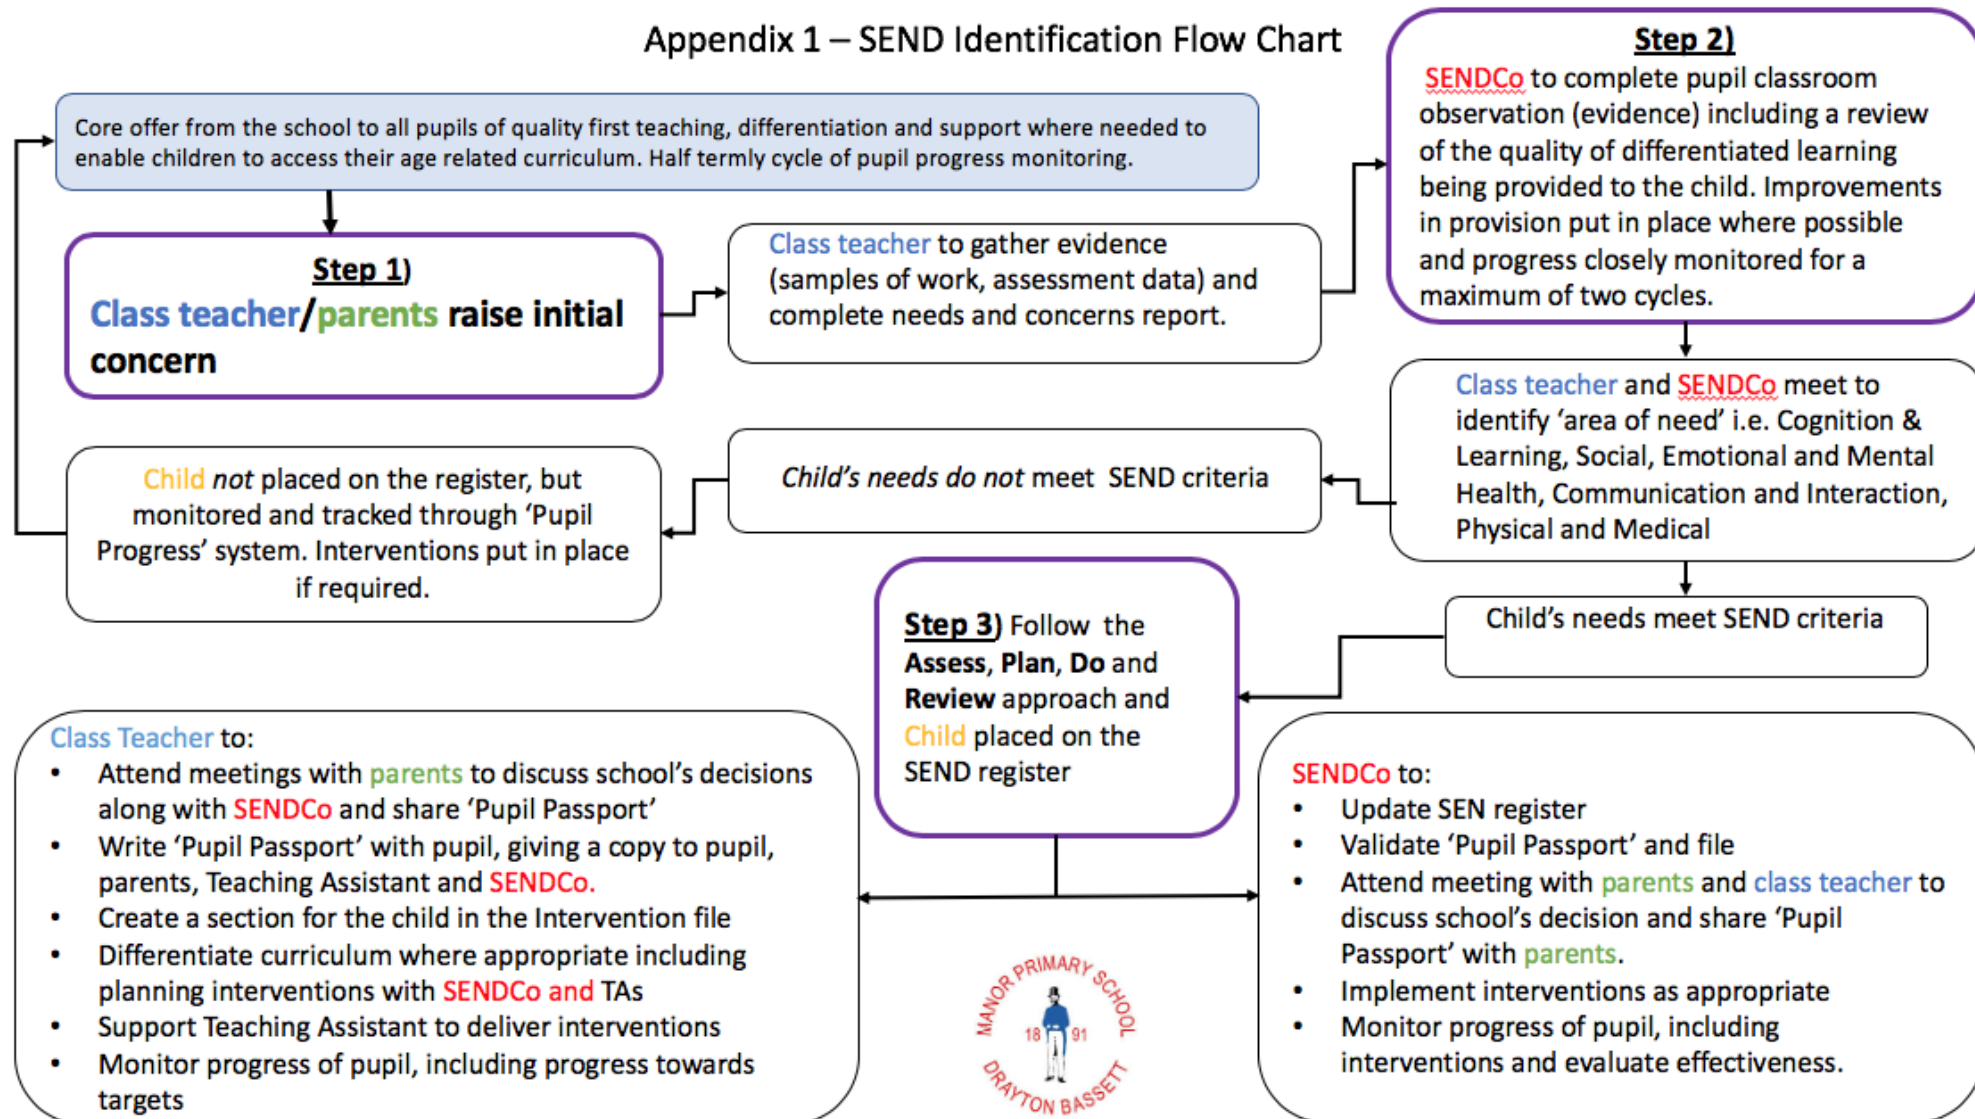 Appendix 1 – SEND Identification Flow Chart
Core offer from the school to all pupils of quality first teaching, differentiation and support where needed to
enable children to access their age related curriculum. Half termly cycle of pupil progress monitoring.
Step 1)
Class teacher/parents raise initial
concern
Class teacher to gather evidence
(samples of work, assessment data) and
complete needs and concerns report.
Step 2)
SENDCo to complete pupil classroom
observation (evidence) including a review
of the quality of differentiated learning
being provided to the child. Improvements
in provision put in place where possible
and progress closely monitored for a
maximum of two cycles.
Class teacher and SENDCo meet to
identify ‘area of need’ i.e. Cognition &
Learning, Social, Emotional and Mental
Health, Communication and Interaction,
Physical and Medical
Child’s needs do not meet  SEND criteria
Child not placed on the register, but
monitored and tracked through ‘Pupil
Progress’ system. Interventions put in place
if required.
Child’s needs meet SEND criteria
Step 3) Follow  the
Assess, Plan, Do and
Review approach and
Child placed on the
SEND register
Class Teacher to:
• Attend meetings with parents to discuss school’s decisions
along with SENDCo and share ‘Pupil Passport’
• Write ‘Pupil Passport’ with pupil, giving a copy to pupil,
parents, Teaching Assistant and SENDCo.
• Create a section for the child in the Intervention file
• Differentiate curriculum where appropriate including
planning interventions with SENDCo and TAs
• Support Teaching Assistant to deliver interventions
• Monitor progress of pupil, including progress towards
targets
SENDCo to:
• Update SEN register
• Validate ‘Pupil Passport’ and file
• Attend meeting with parents and class teacher to
discuss school’s decision and share ‘Pupil
Passport’ with parents.
• Implement interventions as appropriate
• Monitor progress of pupil, including
interventions and evaluate effectiveness.
MANOR PRIMARY SCHOOL
18 91
DRAYTON BASSETT